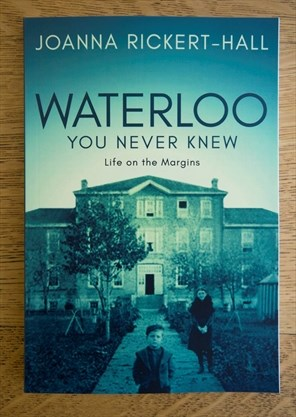 JOANNA RICKERT-HALL
WATERLOO
YOU NEVER KNEW
Life on the Margins